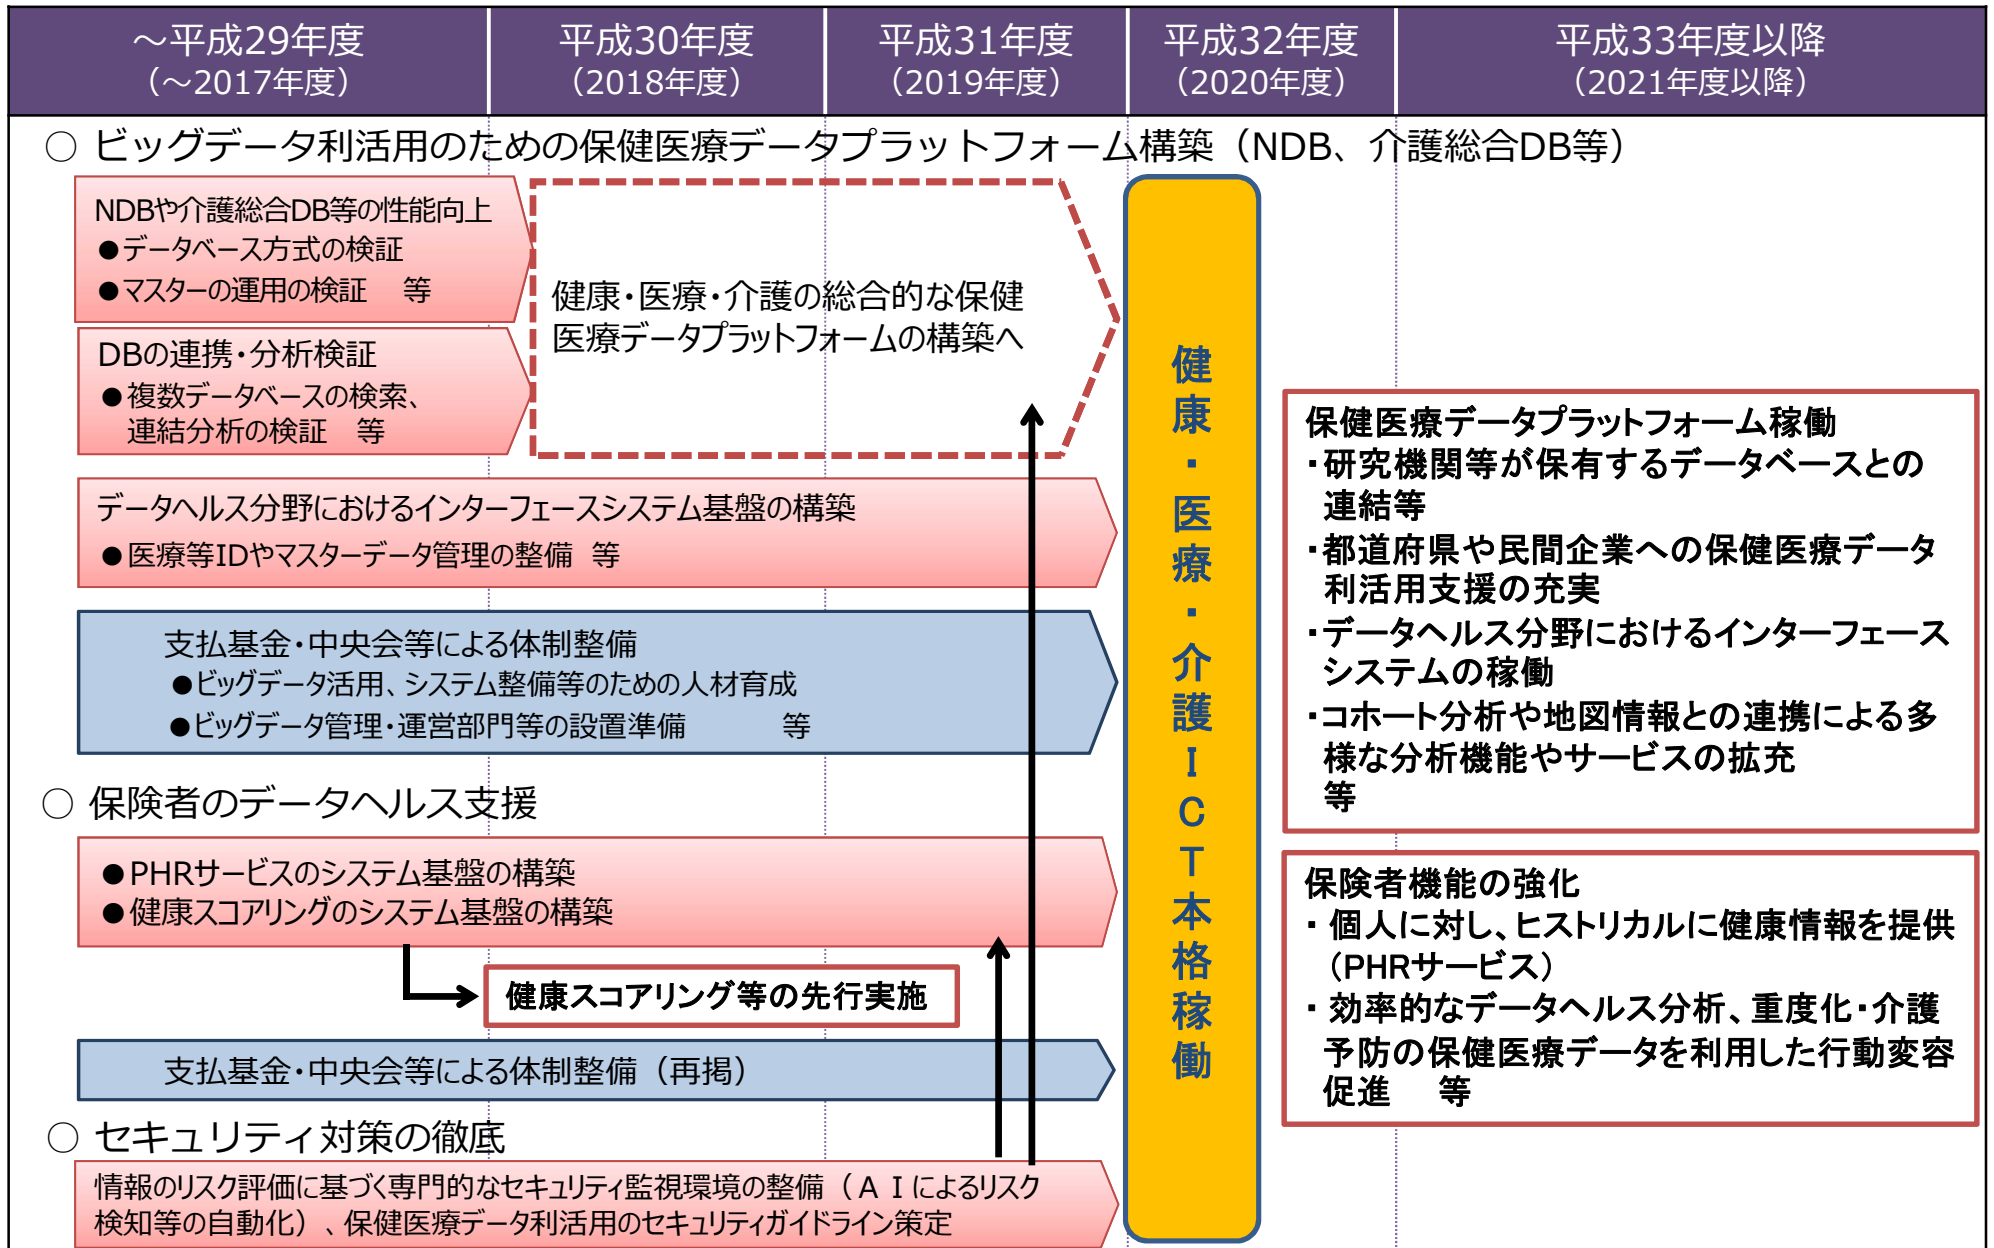 ～平成29年度
（～2017年度）
平成30年度
（2018年度）
平成31年度
（2019年度）
平成32年度
（2020年度）
平成33年度以降
（2021年度以降）
○ ビッグデータ利活用のための保健医療データプラットフォーム構築（NDB、介護総合DB等）
NDBや介護総合DB等の性能向上
●データベース方式の検証
●マスターの運用の検証　等
DBの連携・分析検証
●複数データベースの検索、
連結分析の検証　等
健康・医療・介護の総合的な保健
医療データプラットフォームの構築へ
データヘルス分野におけるインターフェースシステム基盤の構築
●医療等IDやマスターデータ管理の整備　等
支払基金・中央会等による体制整備
●ビッグデータ活用、システム整備等のための人材育成
●ビッグデータ管理・運営部門等の設置準備　　　等
○ 保険者のデータヘルス支援
●PHRサービスのシステム基盤の構築
●健康スコアリングのシステム基盤の構築
健康スコアリング等の先行実施
支払基金・中央会等による体制整備（再掲）
○ セキュリティ対策の徹底
情報のリスク評価に基づく専門的なセキュリティ監視環境の整備（ＡＩによるリスク
検知等の自動化）、保健医療データ利活用のセキュリティガイドライン策定
健康・医療・介護ＩＣＴ本格稼働
保健医療データプラットフォーム稼働
・研究機関等が保有するデータベースとの
連結等
・都道府県や民間企業への保健医療データ
利活用支援の充実
・データヘルス分野におけるインターフェース
システムの稼働
・コホート分析や地図情報との連携による多
様な分析機能やサービスの拡充
等
保険者機能の強化
・ 個人に対し、ヒストリカルに健康情報を提供
（PHRサービス）
・ 効率的なデータヘルス分析、重度化・介護
予防の保健医療データを利用した行動変容
促進　等